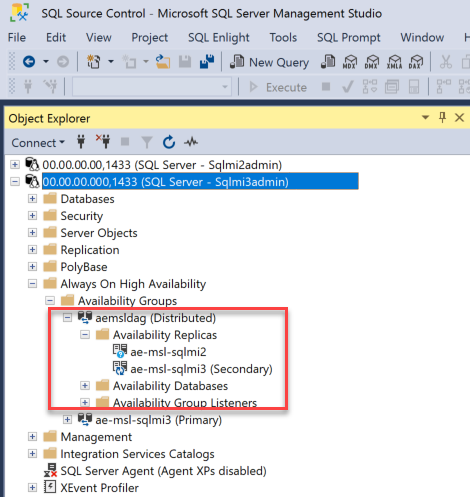 SQL Source Control - Microsoft SQL Server Management Studio
File Edit View Project SQL Enlight Tools SQL Prompt Window H
New Query MDX DMX XMLA DAX
Execute
Object Explorer
Connect
00.00.00.00,1433 (SQL Server - Sqlmi2admin)
00.00.00.000,1433 (SQL Server - Sqlmi3admin)
Databases
Security
Server Objects
Replication
PolyBase
Always On High Availability
Availability Groups
aemsldag (Distributed)
Availability Replicas
ae-msl-sqlmi2
ae-msl-sqlmi3 (Secondary)
Availability Databases
Availability Group Listeners
ae-msl-sqlmi3 (Primary)
Management
Integration Services Catalogs
SQL Server Agent (Agent XPs disabled)
XEvent Profiler